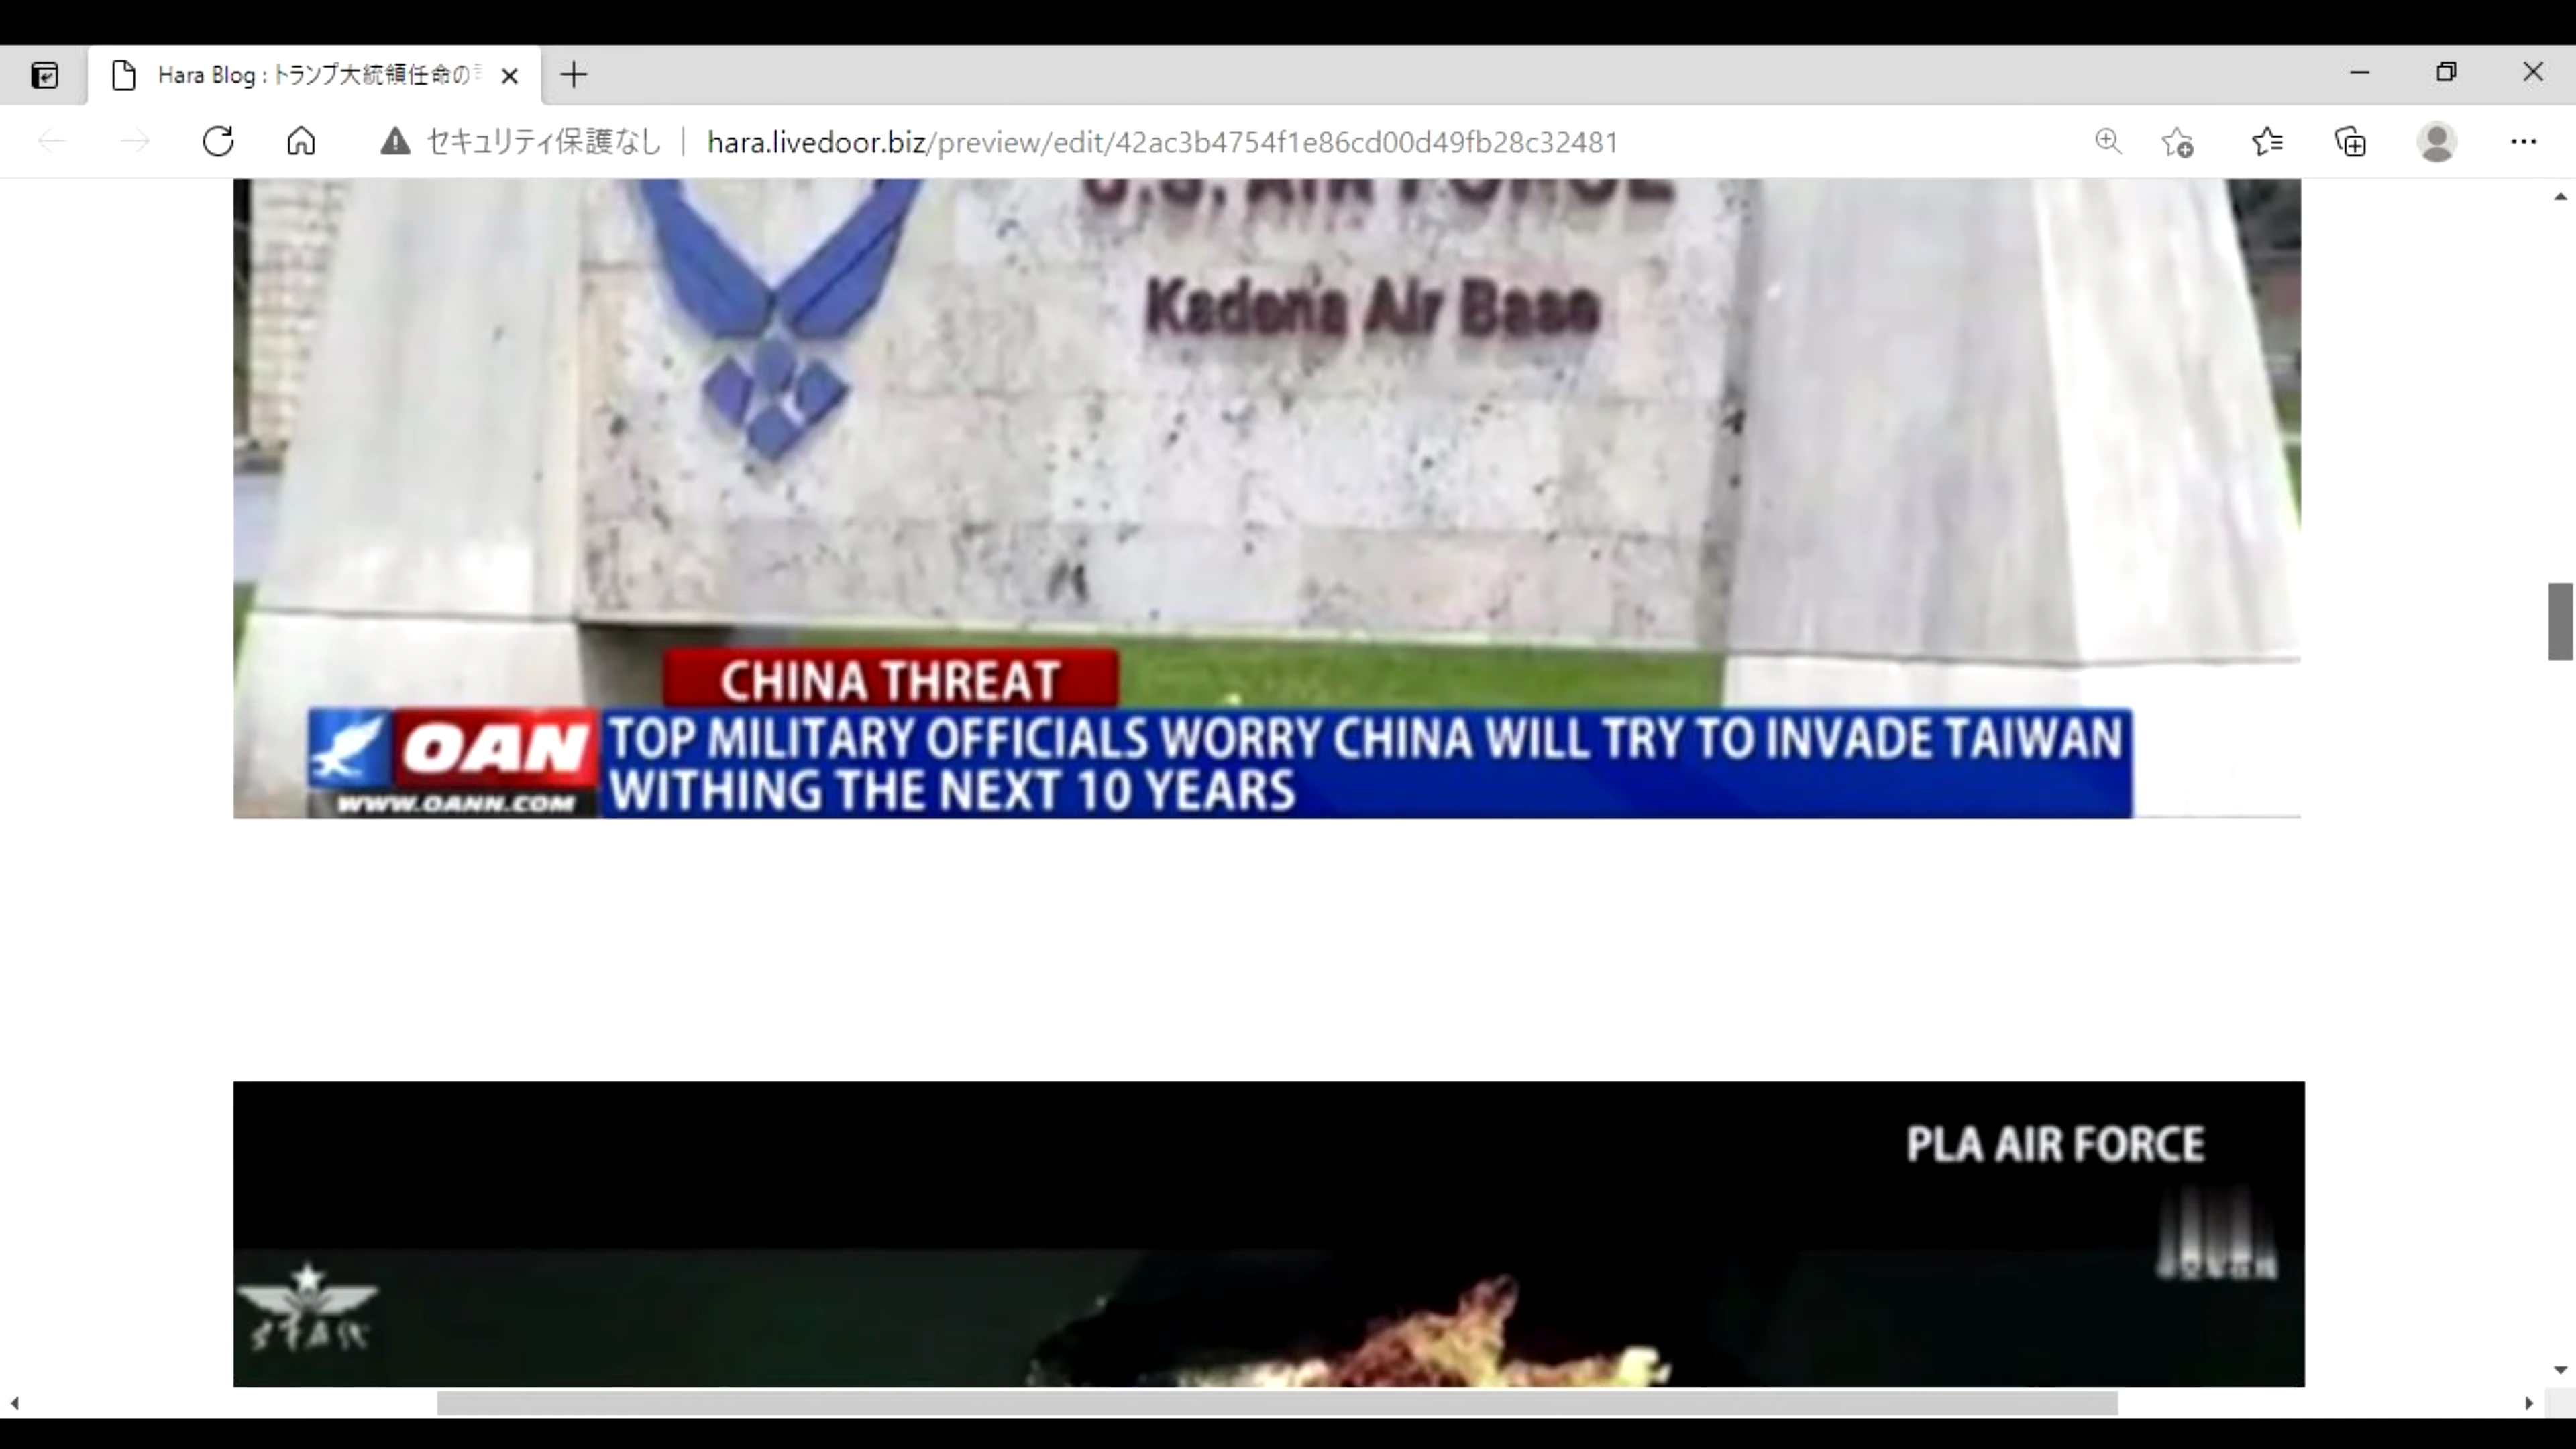 Hara Blog : トランプ大統領任命の
セキュリティ保護なし
hara.livedoor.biz/preview/edit/42ac3b4754f1e86cd00d49fb28c32481
U.S. AIR FORCE
Kadena Air Base
CHINA THREAT
OAN
WWW.OANN.COM
TOP MILITARY OFFICIALS WORRY CHINA WILL TRY TO INVADE TAIWAN
WITHING THE NEXT 10 YEARS
PLA AIR FORCE